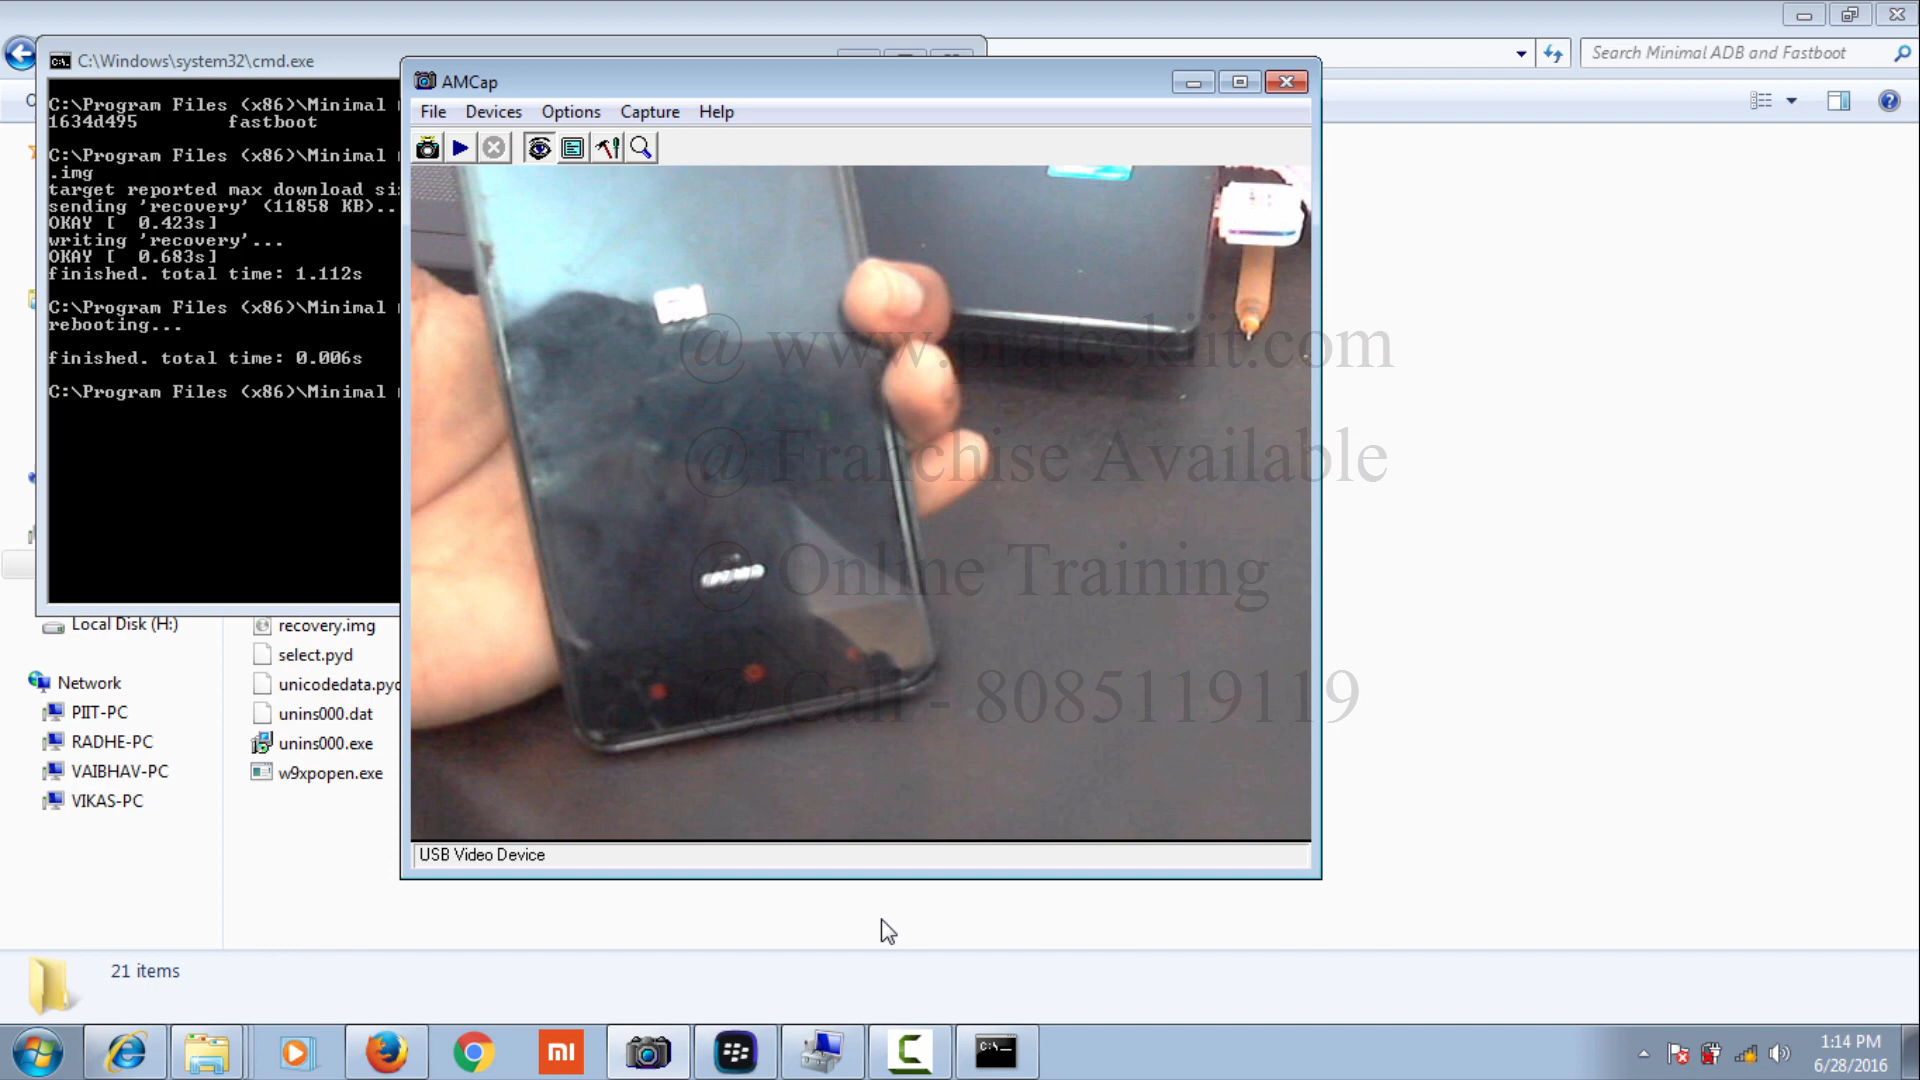 Search Minimal ADB and Fastboot
C:\Windows\system32\cmd.exe
C:\Program Files (x86)\Minimal
1634d495 fastboot
C:\Program Files (x86)\Minimal
.img
target reported max download si
sending 'recovery' (11858 KB)...
OKAY [ 0.423s]
writing 'recovery'...
OKAY [ 0.683s]
finished. total time: 1.112s
C:\Program Files (x86)\Minimal
rebooting...
finished. total time: 0.006s
C:\Program Files (x86)\Minimal
AMCap
File Devices Options Capture Help
@ www.prateekiit.com
@ Franchise Available
@ Online Training
@ Call - 8085119119
USB Video Device
Local Disk (H:)
Network
PIIT-PC
RADHE-PC
VAIBHAV-PC
VIKAS-PC
recovery.img
select.pyd
unicodedata.pyd
unins000.dat
unins000.exe
w9xpopen.exe
21 items
mi
C:\_
1:14 PM
6/28/2016